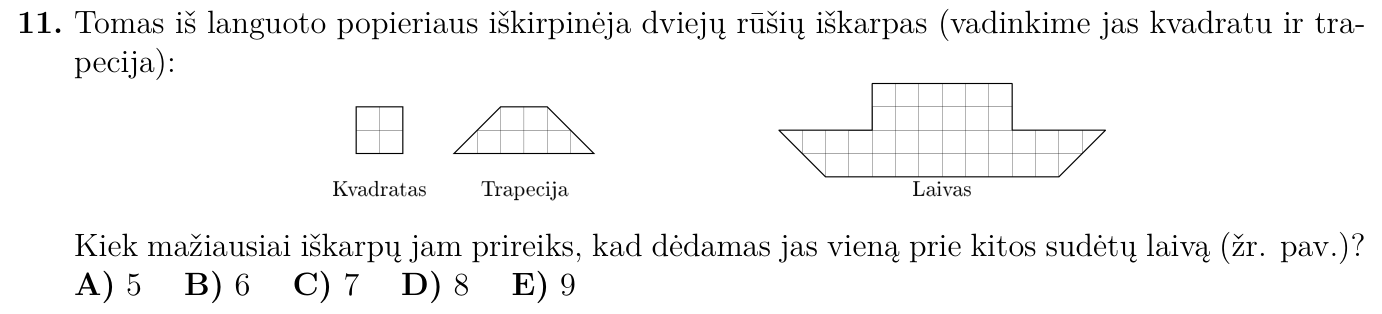 11. Tomas iš languoto popieriaus iškirpinėja dviejų rūšių iškarpas (vadinkime jas kvadratu ir tra-
pecija):
Kvadratas Trapecija Laivas
Kiek mažiausiai iškarpų jam prireiks, kad dėdamas jas vieną prie kitos sudėtų laivą (žr. pav.)?
A) 5 B) 6 C) 7 D) 8 E) 9